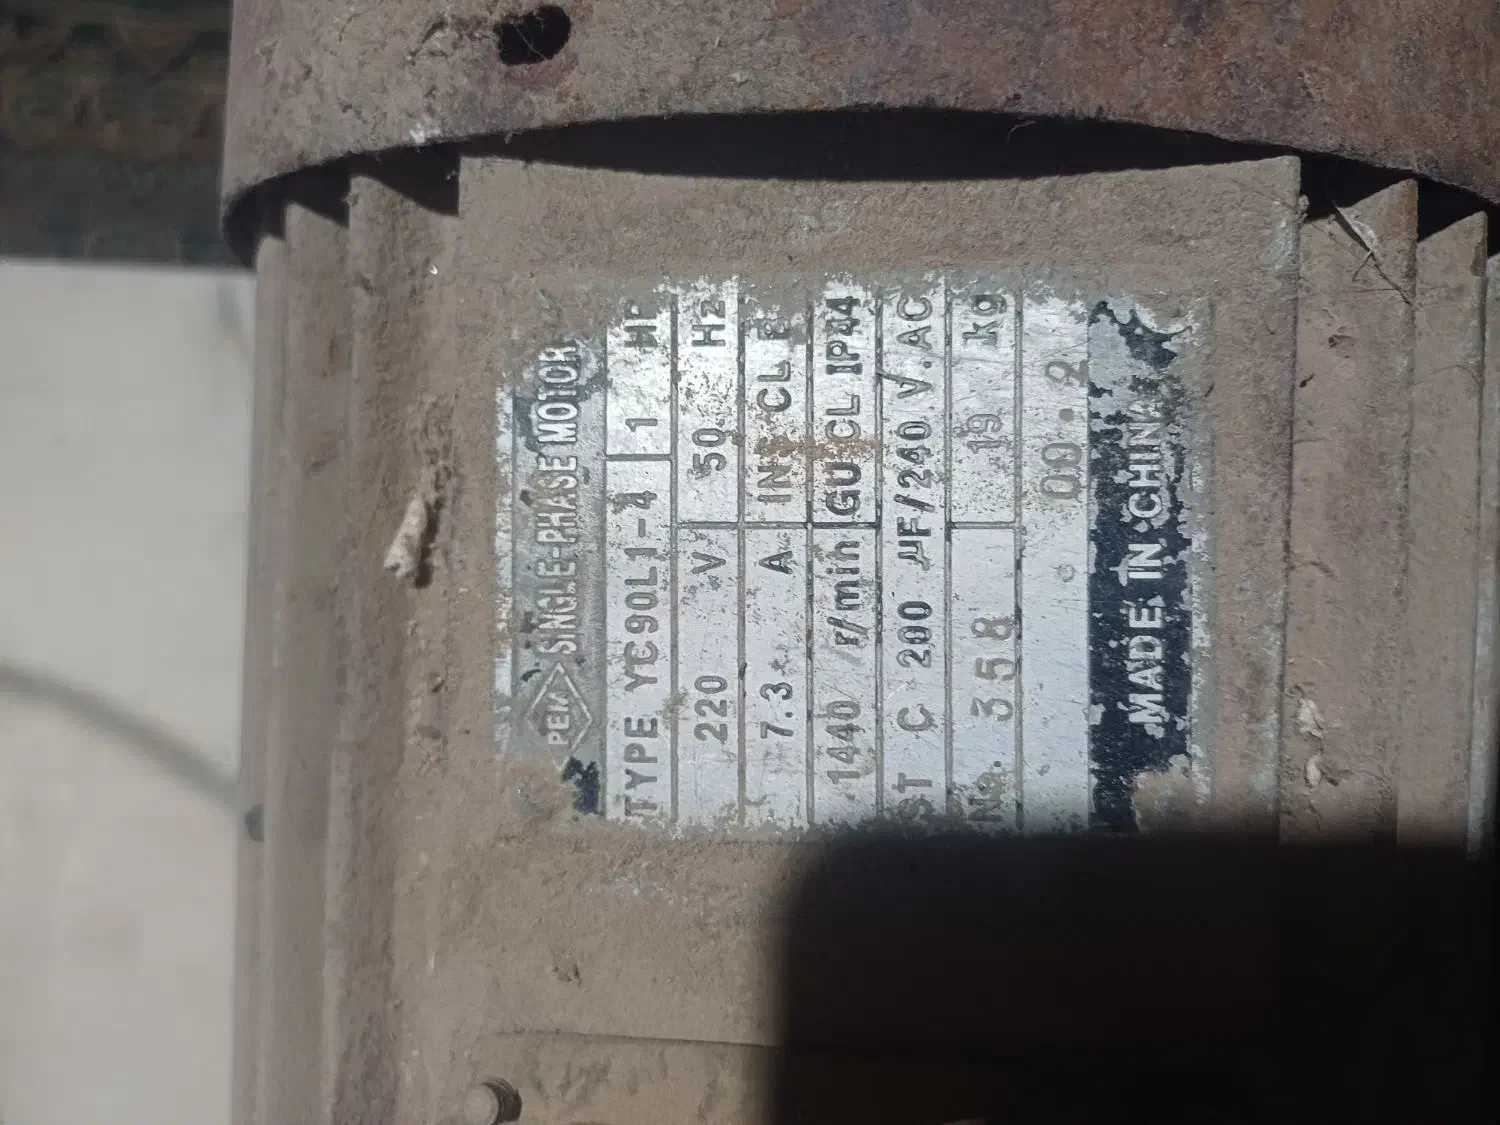 PEM SINGLE-PHASE MOTOR
TYPE YC90L1-4 1 HP
220 V 50 Hz
7.3 A IN CL B
1440 r/min GU CL IP44
ST C 200 µF/240 V.AC
No. 358 19 kg
00.2
MADE IN CHINA